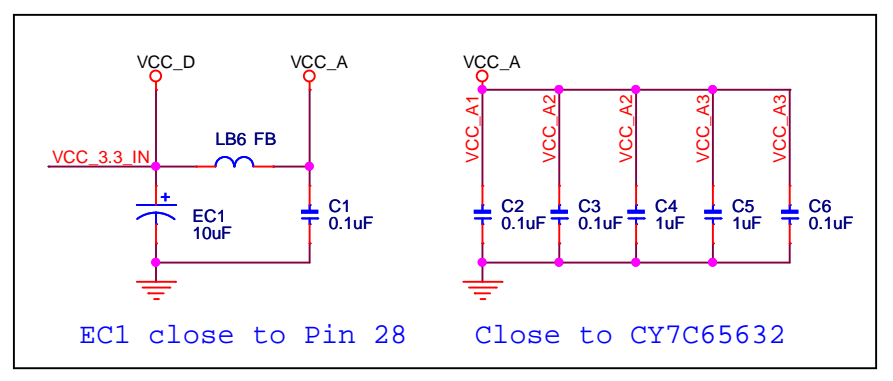 VCC_D
VCC_A
VCC_3.3_IN
LB6 FB
+
EC1
10uF
C1
0.1uF
EC1 close to Pin 28
VCC_A
VCC_A1
VCC_A2
VCC_A2
VCC_A3
VCC_A3
C2
0.1uF
C3
0.1uF
C4
1uF
C5
1uF
C6
0.1uF
Close to CY7C65632